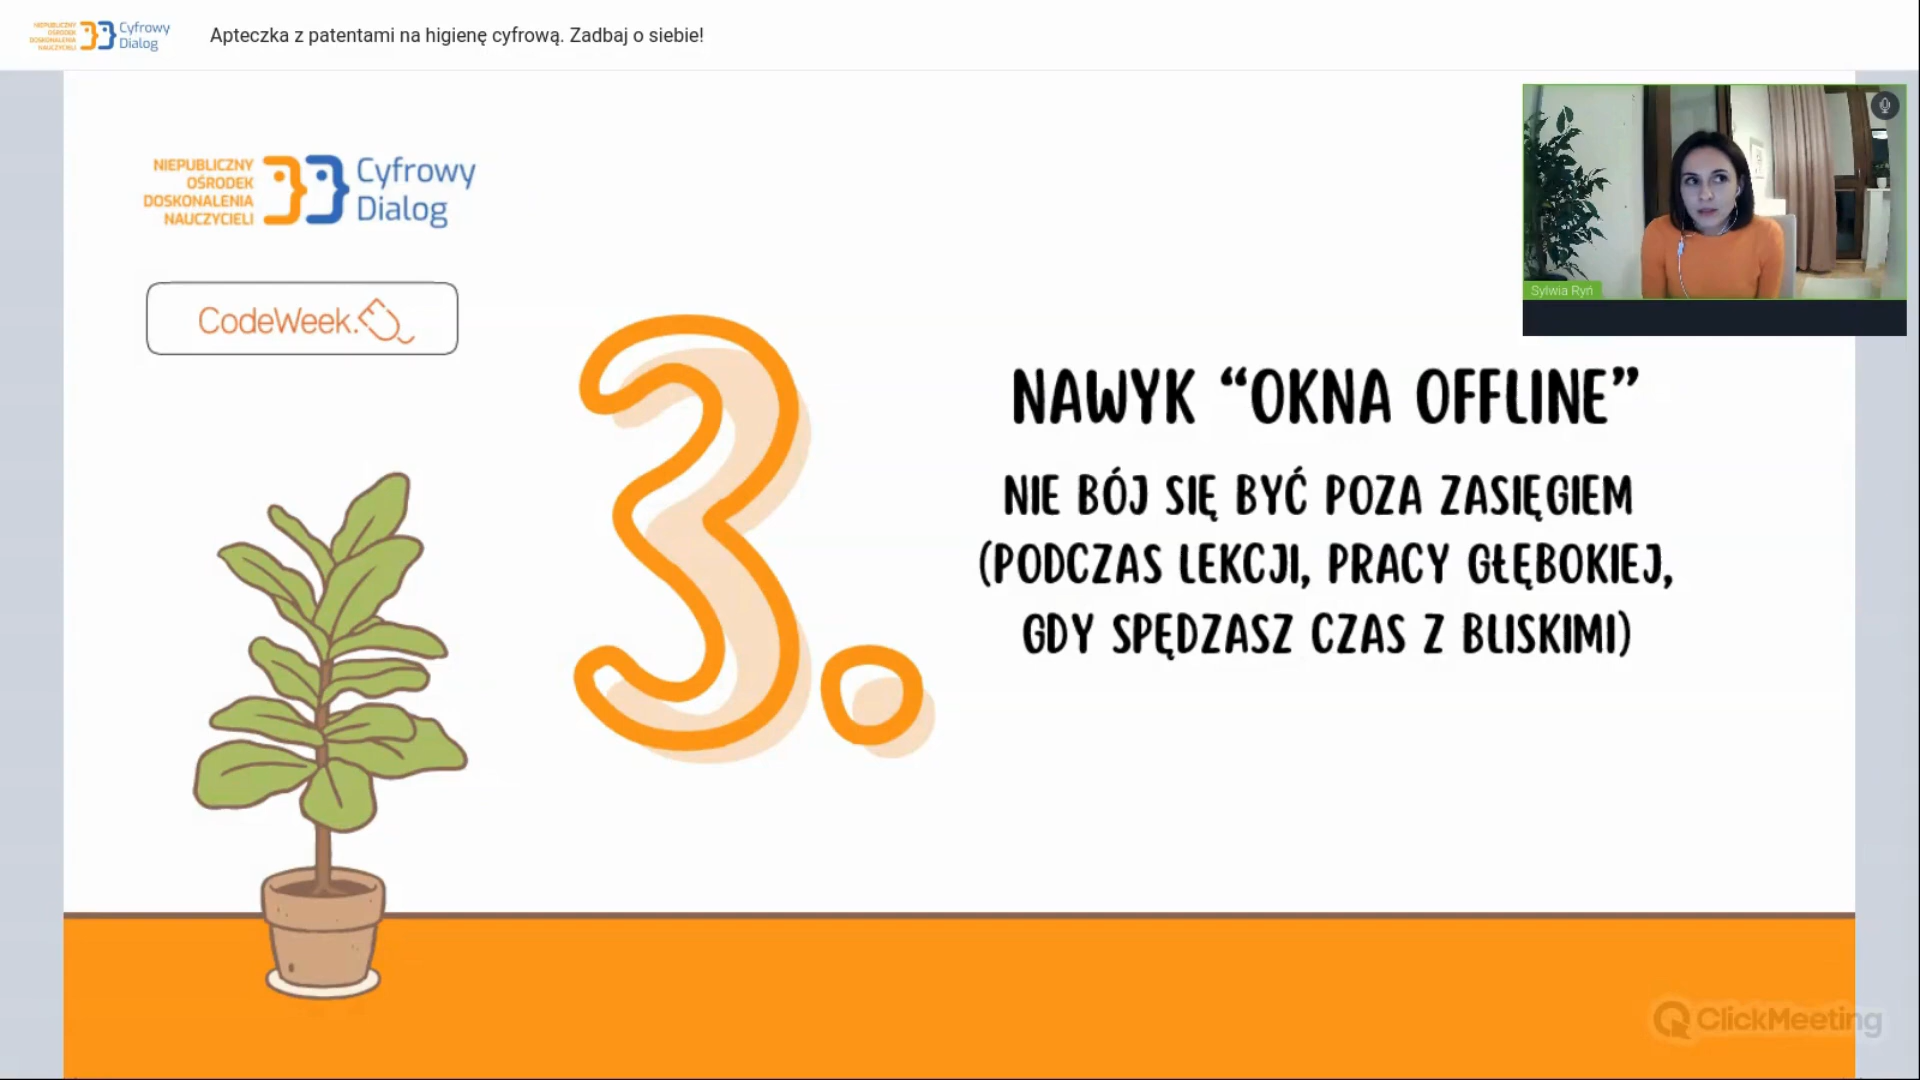 NIEPUBLICZNY
OŚRODEK
DOSKONALENIA
NAUCZYCIELI
Cyfrowy
Dialog
Apteczka z patentami na higienę cyfrową. Zadbaj o siebie!
NIEPUBLICZNY
OŚRODEK
DOSKONALENIA
NAUCZYCIELI
Cyfrowy
Dialog
CodeWeek.
Sylwia Ryń
3.
NAWYK “OKNA OFFLINE”
NIE BÓJ SIĘ BYĆ POZA ZASIĘGIEM
(PODCZAS LEKCJI, PRACY GŁĘBOKIEJ,
GDY SPĘDZASZ CZAS Z BLISKIMI)
ClickMeeting